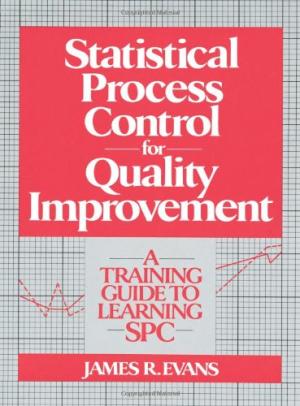 Statistical
Process
Control
for
Quality
Improvement
A
TRAINING
GUIDE TO
LEARNING
SPC
JAMES R. EVANS